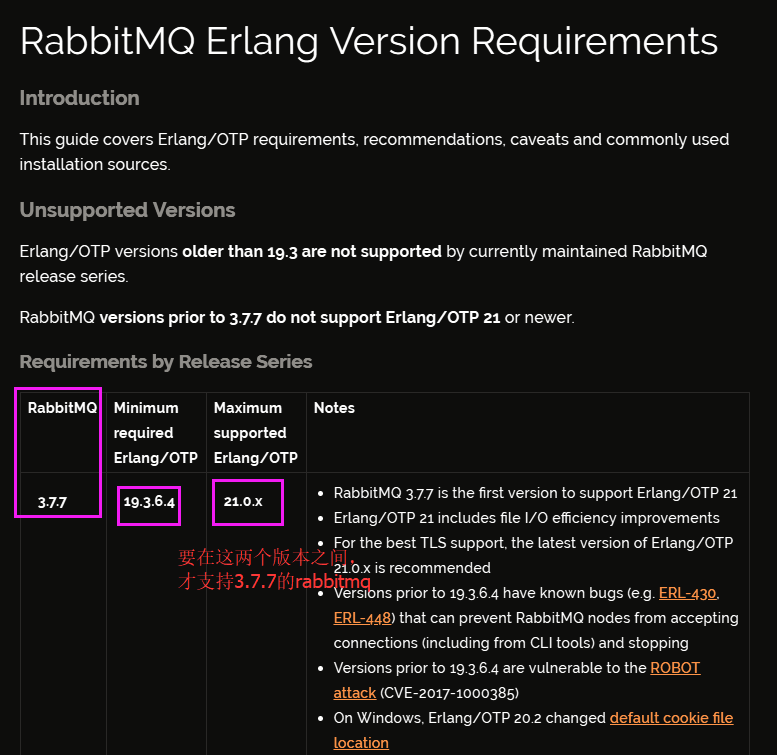 RabbitMQ Erlang Version Requirements
Introduction
This guide covers Erlang/OTP requirements, recommendations, caveats and commonly used
installation sources.
Unsupported Versions
Erlang/OTP versions older than 19.3 are not supported by currently maintained RabbitMQ
release series.
RabbitMQ versions prior to 3.7.7 do not support Erlang/OTP 21 or newer.
Requirements by Release Series
RabbitMQ
Minimum
required
Erlang/OTP
Maximum
supported
Erlang/OTP
Notes
3.7.7
19.3.6.4
21.0.x
要在这两个版本之间,
才支持3.7.7的rabbitmq
• RabbitMQ 3.7.7 is the first version to support Erlang/OTP 21
• Erlang/OTP 21 includes file I/O efficiency improvements
• For the best TLS support, the latest version of Erlang/OTP
21.0.x is recommended
• Versions prior to 19.3.6.4 have known bugs (e.g. ERL-430,
ERL-448) that can prevent RabbitMQ nodes from accepting
connections (including from CLI tools) and stopping
• Versions prior to 19.3.6.4 are vulnerable to the ROBOT
attack (CVE-2017-1000385)
• On Windows, Erlang/OTP 20.2 changed default cookie file
location